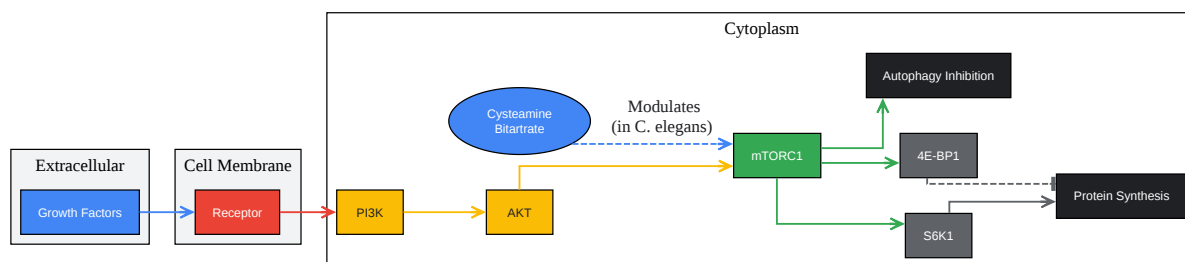 Cytoplasm
Autophagy Inhibition
Cysteamine
Bitartrate
Modulates
(in C. elegans)
mTORC1
4E-BP1
Extracellular
Cell Membrane
Growth Factors
Receptor
PI3K
AKT
S6K1
Protein Synthesis